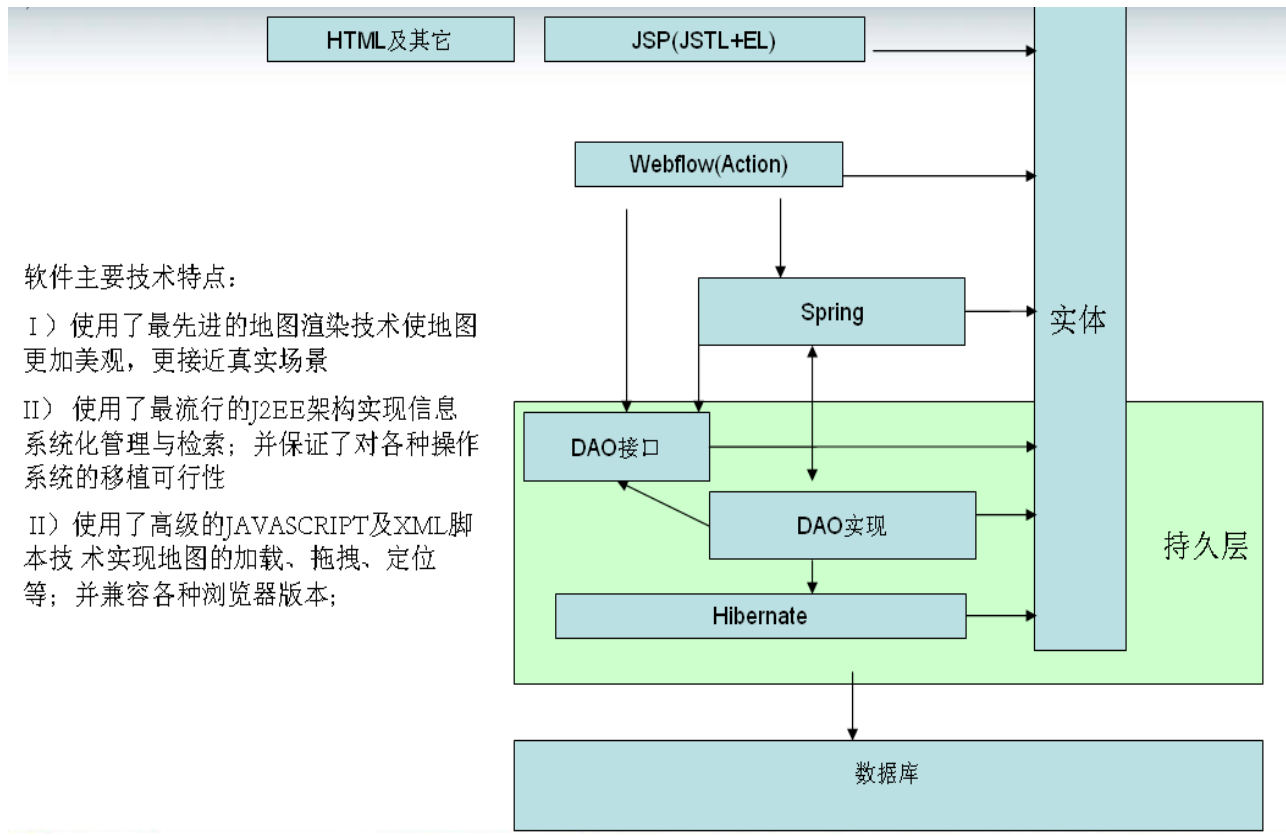 HTML及其它
JSP(JSTL+EL)
Webflow(Action)
软件主要技术特点：
I）使用了最先进的地图渲染技术使地图
更加美观，更接近真实场景
II） 使用了最流行的J2EE架构实现信息
系统化管理与检索；并保证了对各种操作
系统的移植可行性
II）使用了高级的JAVASCRIPT及XML脚
本技 术实现地图的加载、拖拽、定位
等；并兼容各种浏览器版本;
Spring
实体
DAO接口
DAO实现
持久层
Hibernate
数据库